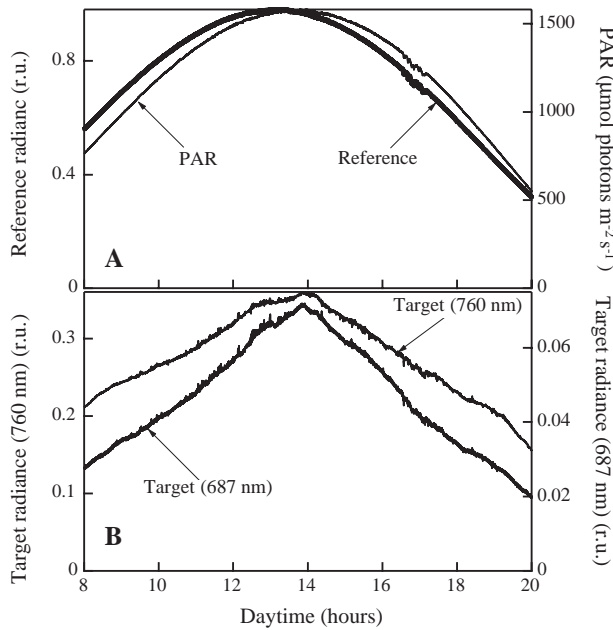 Reference radianc (r.u.)
0.8
0.4
0
1500
1000
500
0
PAR (µmol photons m-2 s-1)
PAR
Reference
A
Target radiance (760 nm) (r.u.)
0.3
0.2
0.1
0
0.06
0.04
0.02
0
Target radiance (687 nm) (r.u.)
Target (760 nm)
Target (687 nm)
B
8 10 12 14 16 18 20
Daytime (hours)